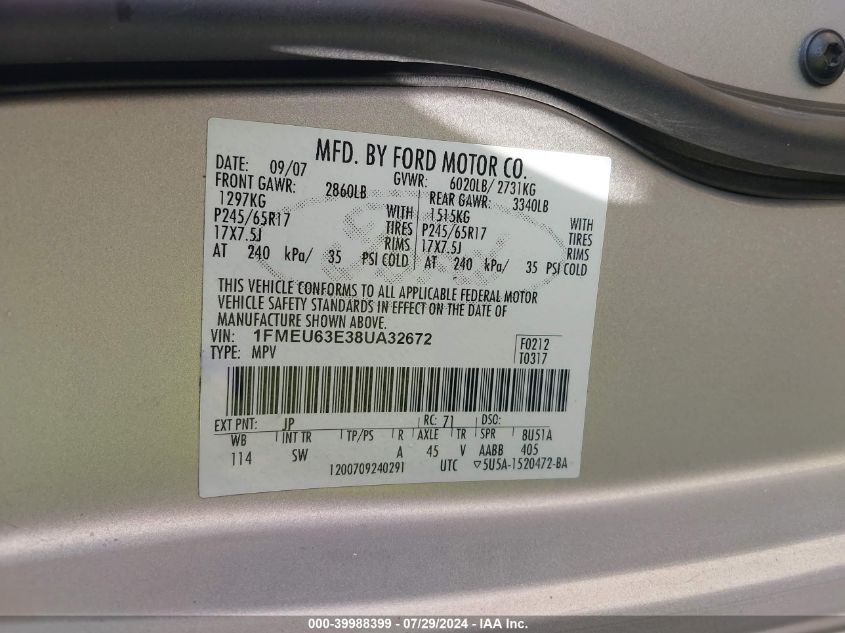 MFD. BY FORD MOTOR CO.
DATE: 09/07 GVWR: 6020LB/ 2731KG
FRONT GAWR: 2860LB REAR GAWR: 3340LB
1297KG WITH 1515KG WITH
P245/65R17 TIRES P245/65R17 TIRES
17X7.5J RIMS 17X7.5J RIMS
AT 240 kPa/ 35 PSI COLD AT 240 kPa/ 35 PSI COLD
THIS VEHICLE CONFORMS TO ALL APPLICABLE FEDERAL MOTOR
VEHICLE SAFETY STANDARDS IN EFFECT ON THE DATE OF
MANUFACTURE SHOWN ABOVE.
VIN: 1FMEU63E38UA32672 F0212
TYPE: MPV T0317
EXT PNT: JP RC: 71 DSO:
WB INT TR TP/PS R AXLE TR SPR 8U51A
114 SW A 45 V AABB 405
1200709240291 UTC ▽5U5A-1520472-BA
000-39988399 - 07/29/2024 - IAA Inc.